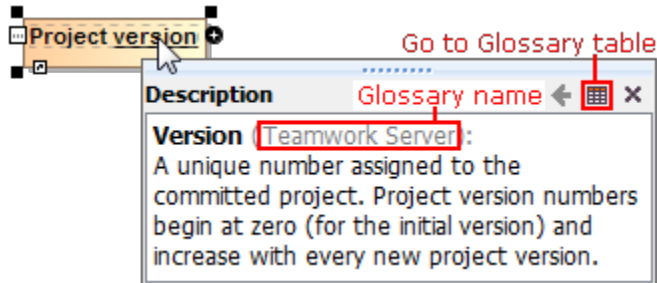 Project version
Go to Glossary table
Description
Glossary name
Version (Teamwork Server):
A unique number assigned to the
committed project. Project version numbers
begin at zero (for the initial version) and
increase with every new project version.